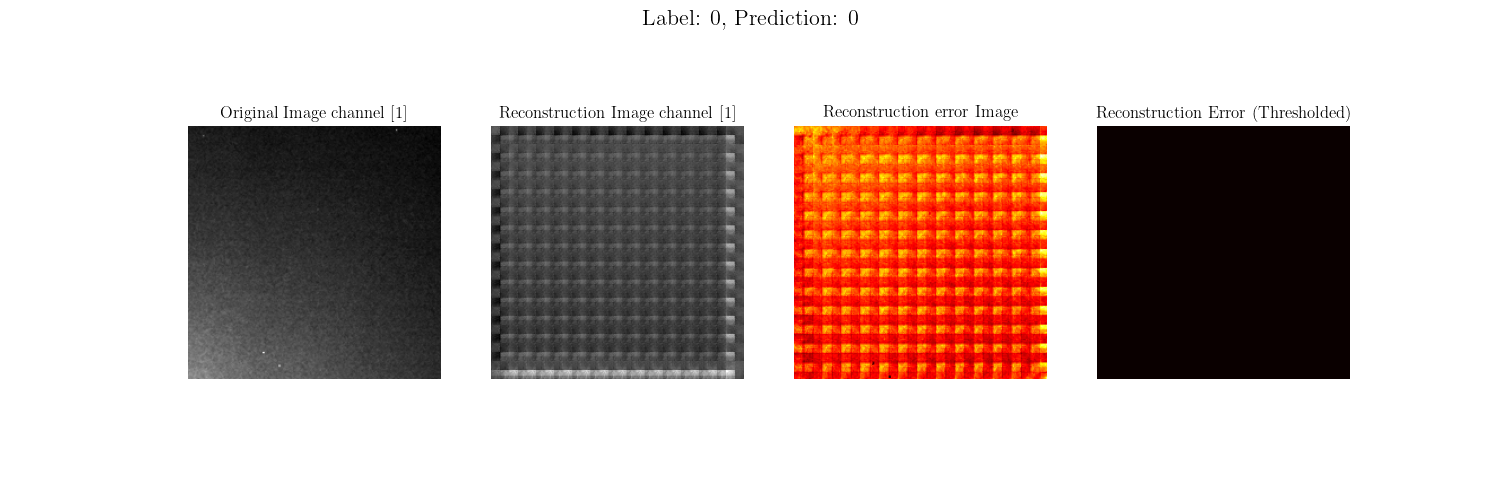 Label: 0, Prediction: 0
Original Image channel [1]
Reconstruction Image channel [1]
Reconstruction error Image
Reconstruction Error (Thresholded)